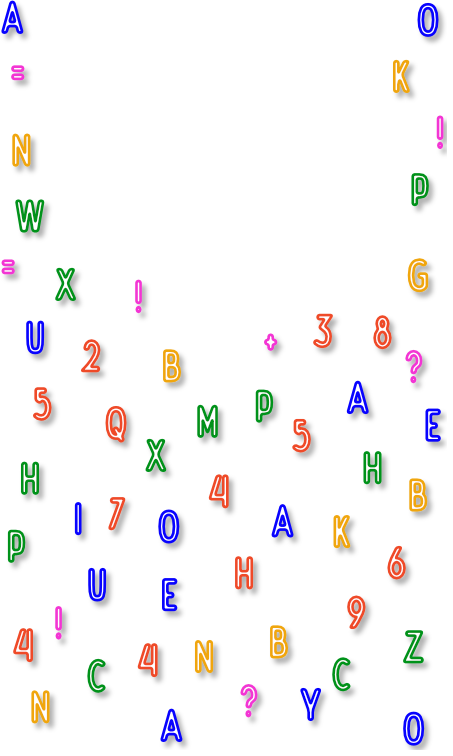 A O
= K
!
N
P
W
= G
X !
+ 3 8
U 2 B ?
5 P A
Q M 5 E
X
H H
4 B
I 7 O A K
P
H 6
U E
9
!
4 4 N B Z
C C
N ? Y
A O